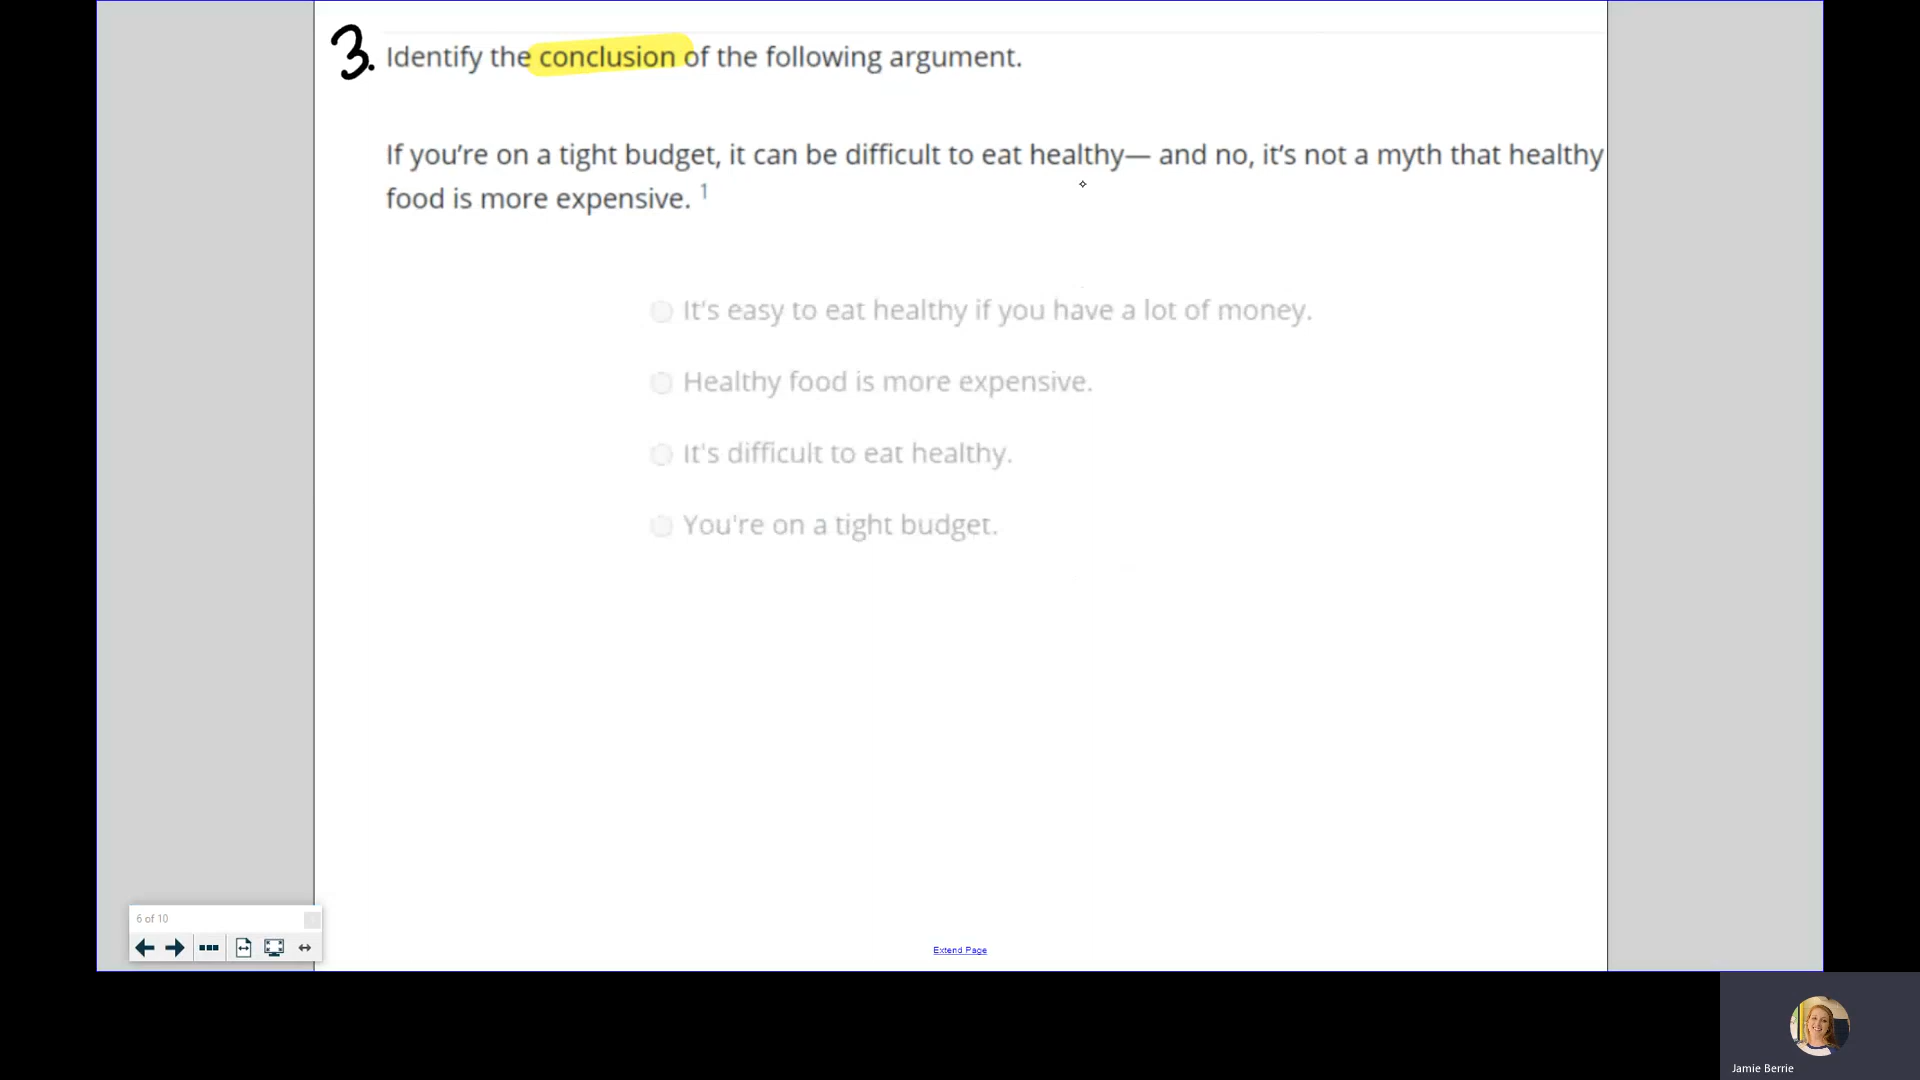 3. Identify the conclusion of the following argument.
If you’re on a tight budget, it can be difficult to eat healthy— and no, it’s not a myth that healthy
food is more expensive. 1
It's easy to eat healthy if you have a lot of money.
Healthy food is more expensive.
It's difficult to eat healthy.
You're on a tight budget.
6 of 10
Extend Page
Jamie Berrie